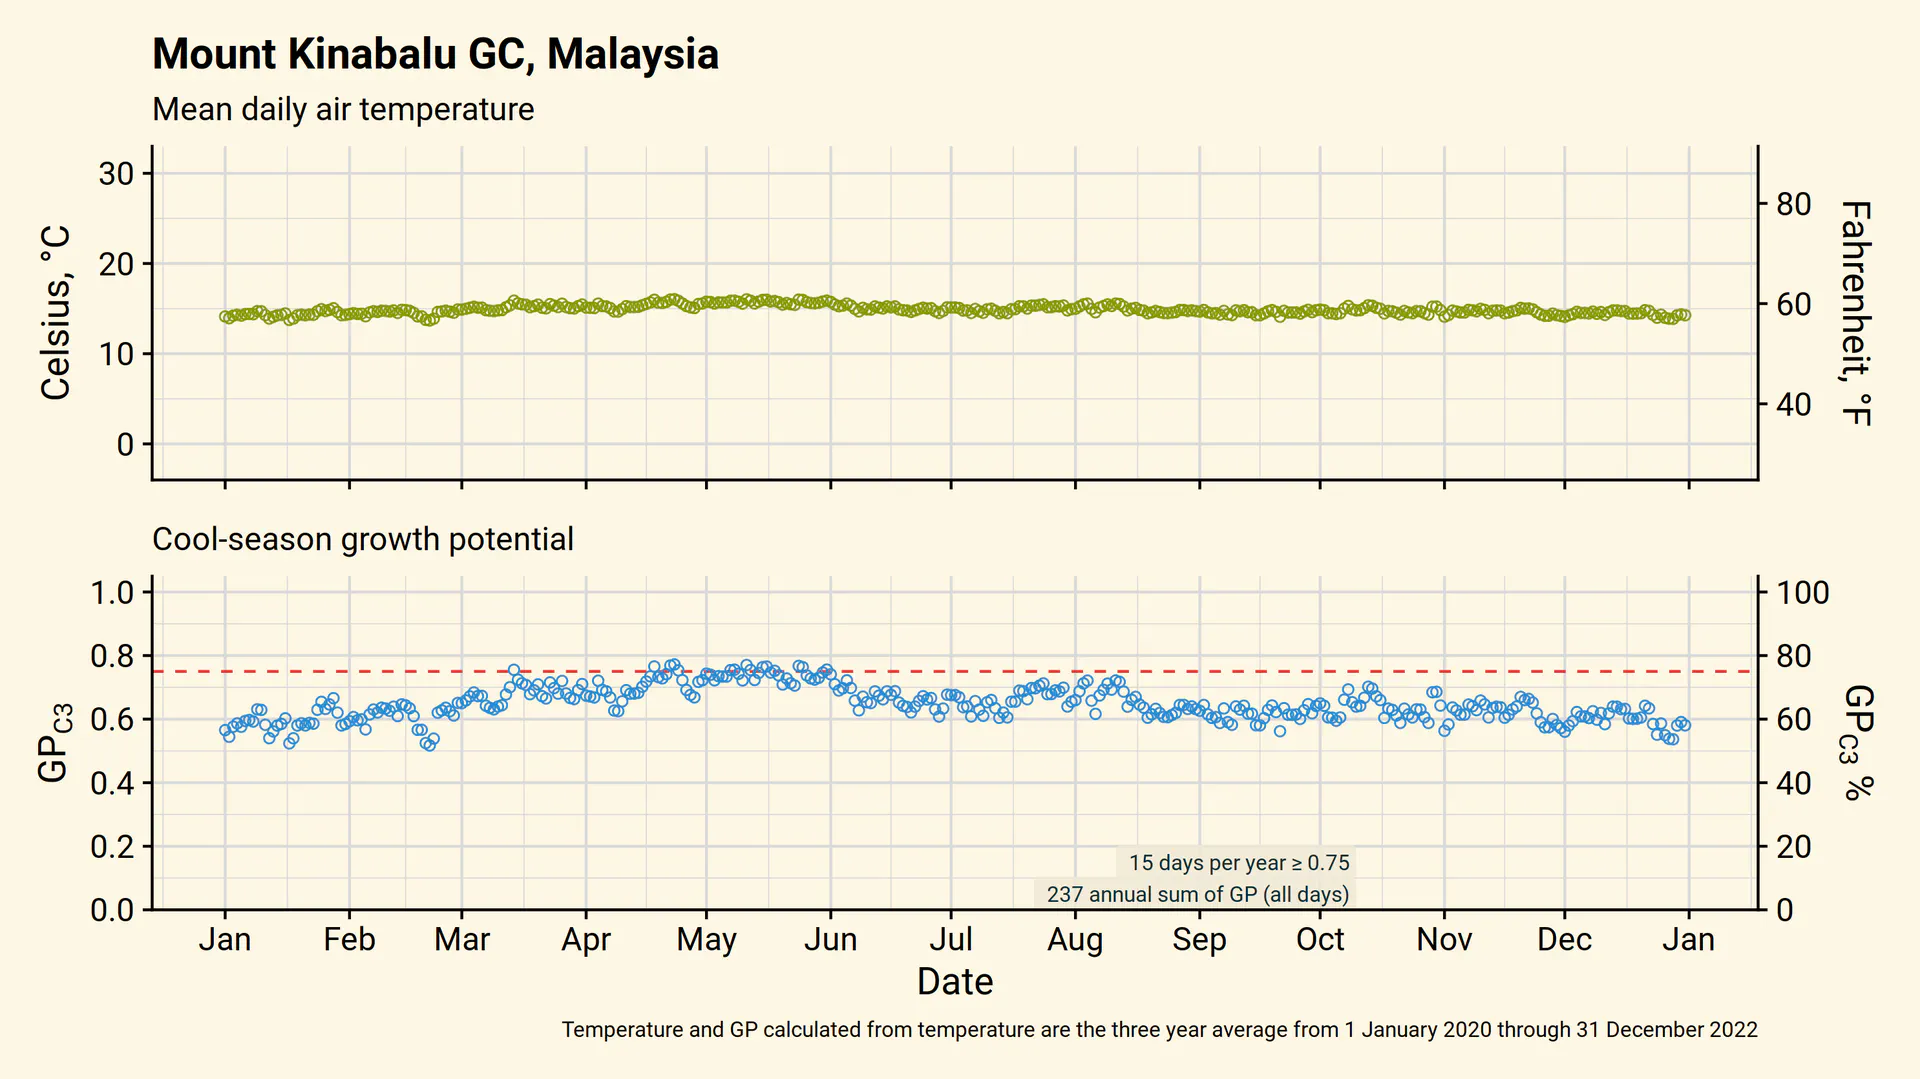 Mount Kinabalu GC, Malaysia
Mean daily air temperature
30
20
10
0
Celsius, °C
80
60
40
Fahrenheit, °F
Cool-season growth potential
1.0
0.8
0.6
0.4
0.2
0.0
GPC3
100
80
60
40
20
0
GPC3 %
15 days per year ≥ 0.75
237 annual sum of GP (all days)
Jan Feb Mar Apr May Jun Jul Aug Sep Oct Nov Dec Jan
Date
Temperature and GP calculated from temperature are the three year average from 1 January 2020 through 31 December 2022